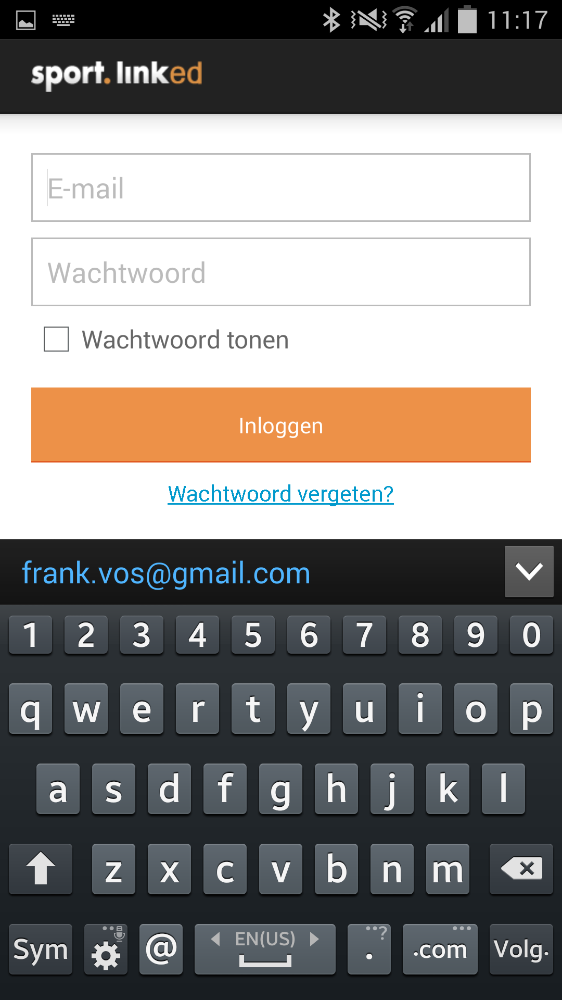 11:17
sport.linked
E-mail
Wachtwoord
Wachtwoord tonen
Inloggen
Wachtwoord vergeten?
frank.vos@gmail.com
1 2 3 4 5 6 7 8 9 0
q w e r t y u i o p
a s d f g h j k l
z x c v b n m
Sym @ EN(US) . ? .com Volg.